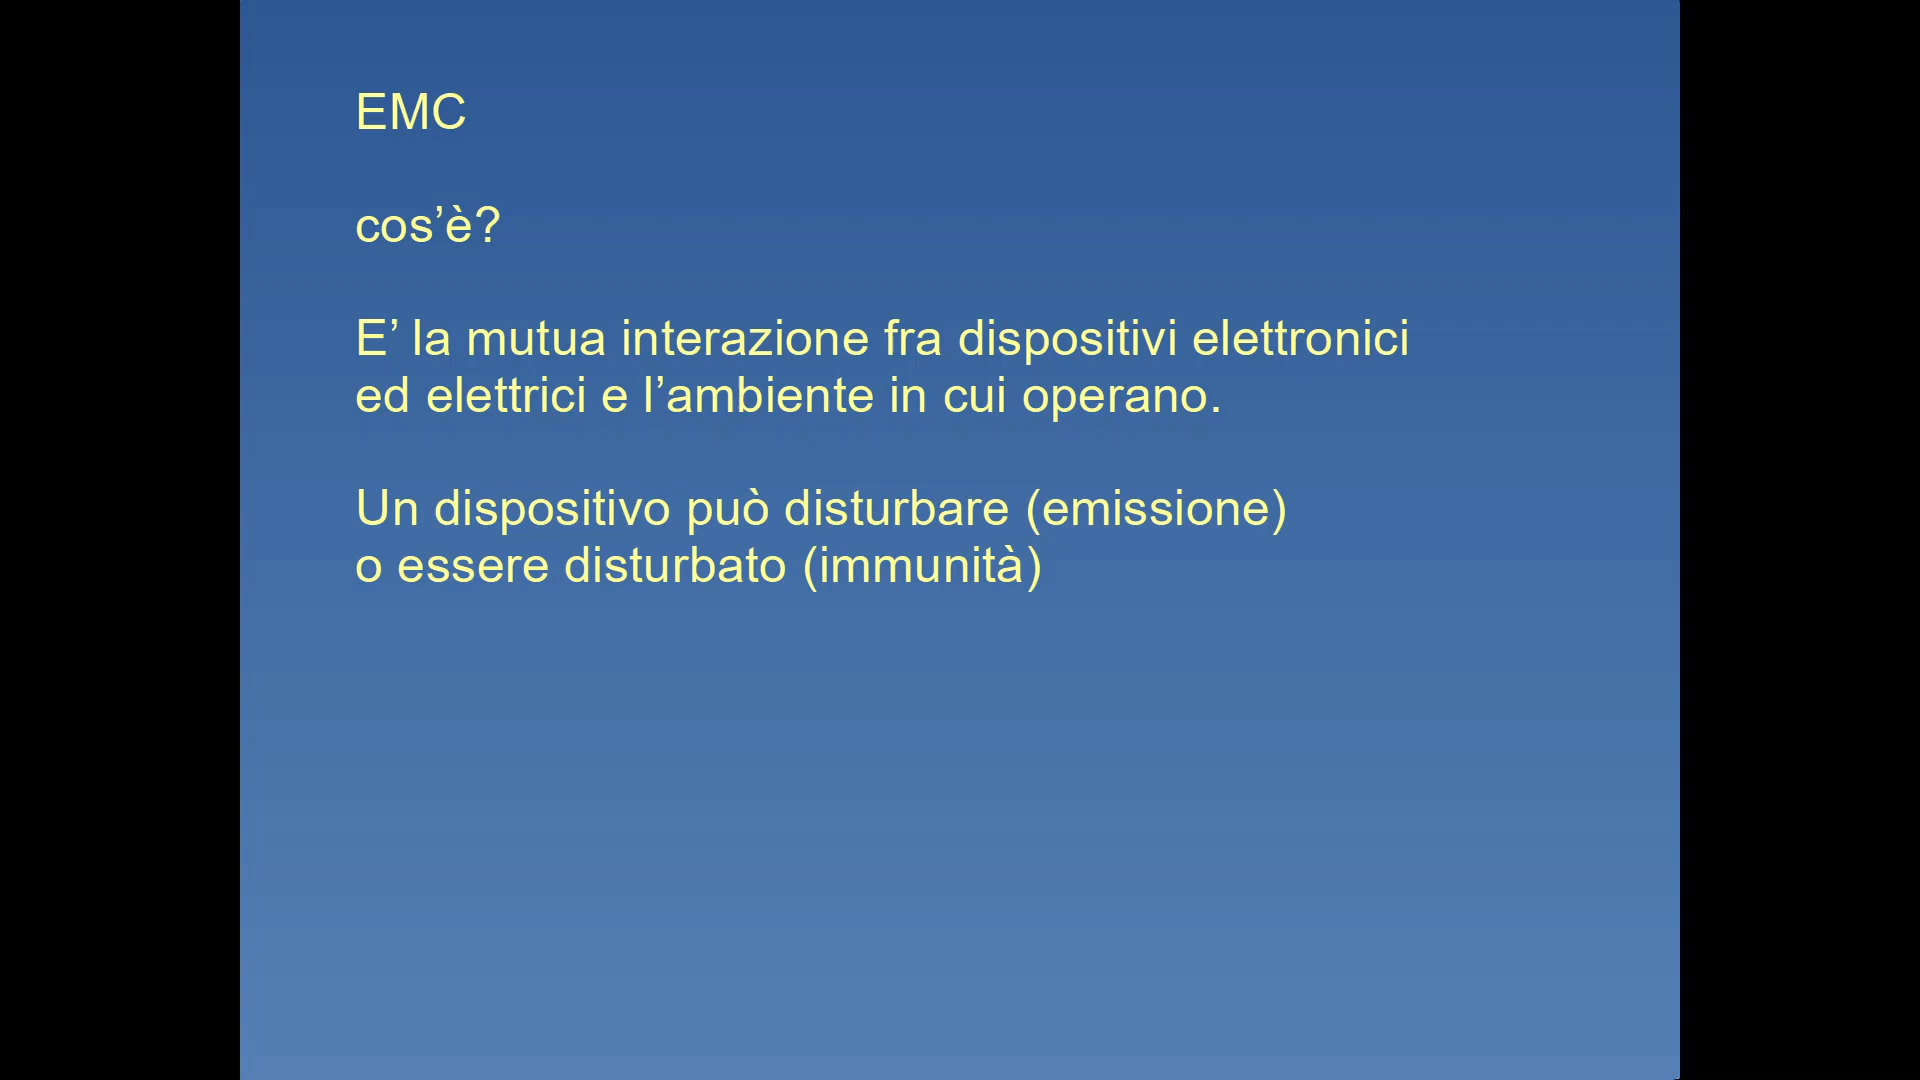 EMC
cos’è?
E’ la mutua interazione fra dispositivi elettronici
ed elettrici e l’ambiente in cui operano.
Un dispositivo può disturbare (emissione)
o essere disturbato (immunità)